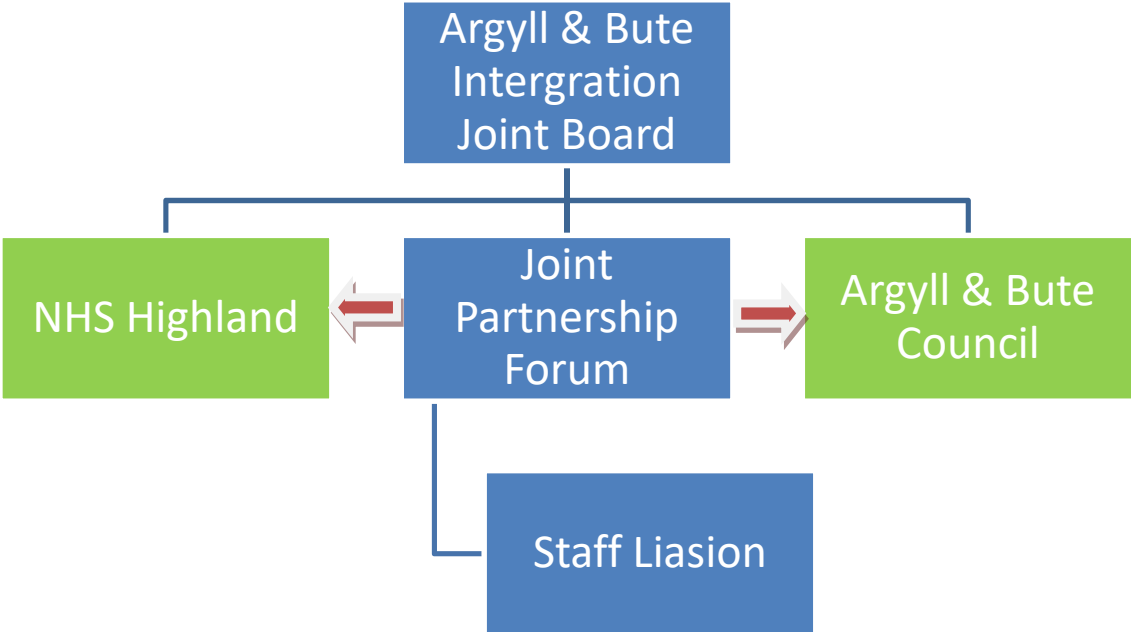 Argyll & Bute
Intergration
Joint Board
NHS Highland
Joint
Partnership
Forum
Argyll & Bute
Council
Staff Liasion